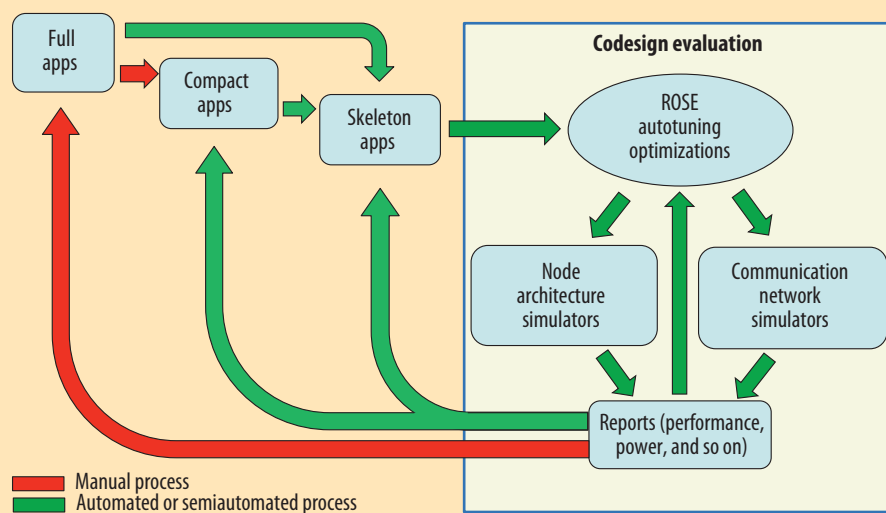 Full
apps
Compact
apps
Skeleton
apps
Codesign evaluation
ROSE
autotuning
optimizations
Node
architecture
simulators
Communication
network
simulators
Reports (performance,
power, and so on)
Manual process
Automated or semiautomated process